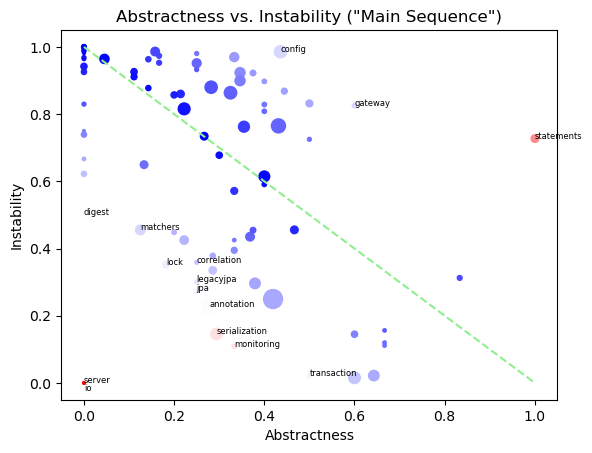 Abstractness vs. Instability ("Main Sequence")
1.0
config
gateway
0.8
statements
0.6
digest
matchers
0.4
lock
correlation
legacyjpa
jpa
annotation
0.2
serialization
monitoring
transaction
server
0.0
io
0.0 0.2 0.4 0.6 0.8 1.0
Abstractness
Instability